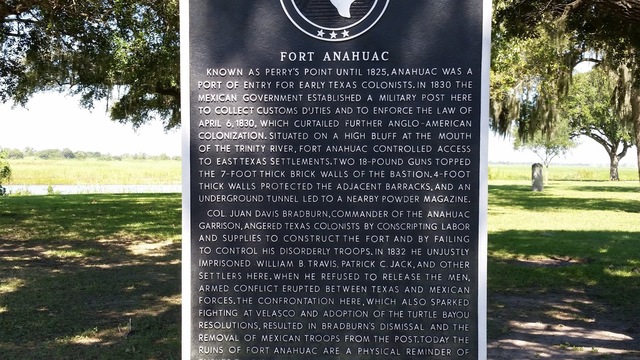 FORT ANAHUAC
KNOWN AS PERRY'S POINT UNTIL 1825, ANAHUAC WAS A
PORT OF ENTRY FOR EARLY TEXAS COLONISTS. IN 1830 THE
MEXICAN GOVERNMENT ESTABLISHED A MILITARY POST HERE
TO COLLECT CUSTOMS DUTIES AND TO ENFORCE THE LAW OF
APRIL 6, 1830, WHICH CURTAILED FURTHER ANGLO-AMERICAN
COLONIZATION. SITUATED ON A HIGH BLUFF AT THE MOUTH
OF THE TRINITY RIVER, FORT ANAHUAC CONTROLLED ACCESS
TO EAST TEXAS SETTLEMENTS. TWO 18-POUND GUNS TOPPED
THE 7-FOOT THICK BRICK WALLS OF THE BASTION. 4-FOOT
THICK WALLS PROTECTED THE ADJACENT BARRACKS, AND AN
UNDERGROUND TUNNEL LED TO A NEARBY POWDER MAGAZINE.
COL. JUAN DAVIS BRADBURN, COMMANDER OF THE ANAHUAC
GARRISON, ANGERED TEXAS COLONISTS BY CONSCRIPTING LABOR
AND SUPPLIES TO CONSTRUCT THE FORT AND BY FAILING
TO CONTROL HIS DISORDERLY TROOPS. IN 1832 HE UNJUSTLY
IMPRISONED WILLIAM B. TRAVIS, PATRICK C. JACK, AND OTHER
SETTLERS HERE. WHEN HE REFUSED TO RELEASE THE MEN,
ARMED CONFLICT ERUPTED BETWEEN TEXAS AND MEXICAN
FORCES. THE CONFRONTATION HERE, WHICH ALSO SPARKED
FIGHTING AT VELASCO AND ADOPTION OF THE TURTLE BAYOU
RESOLUTIONS, RESULTED IN BRADBURN'S DISMISSAL AND THE
REMOVAL OF MEXICAN TROOPS FROM THE POST. TODAY THE
RUINS OF FORT ANAHUAC ARE A PHYSICAL REMINDER OF